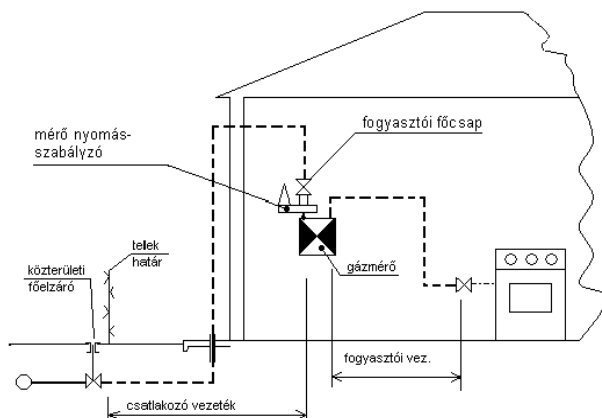 fogyasztói főcsap
mérő nyomás-
szabályzó
telek
határ
közterületi
főelzáró
gázmérő
fogyasztói vez.
csatlakozó vezeték